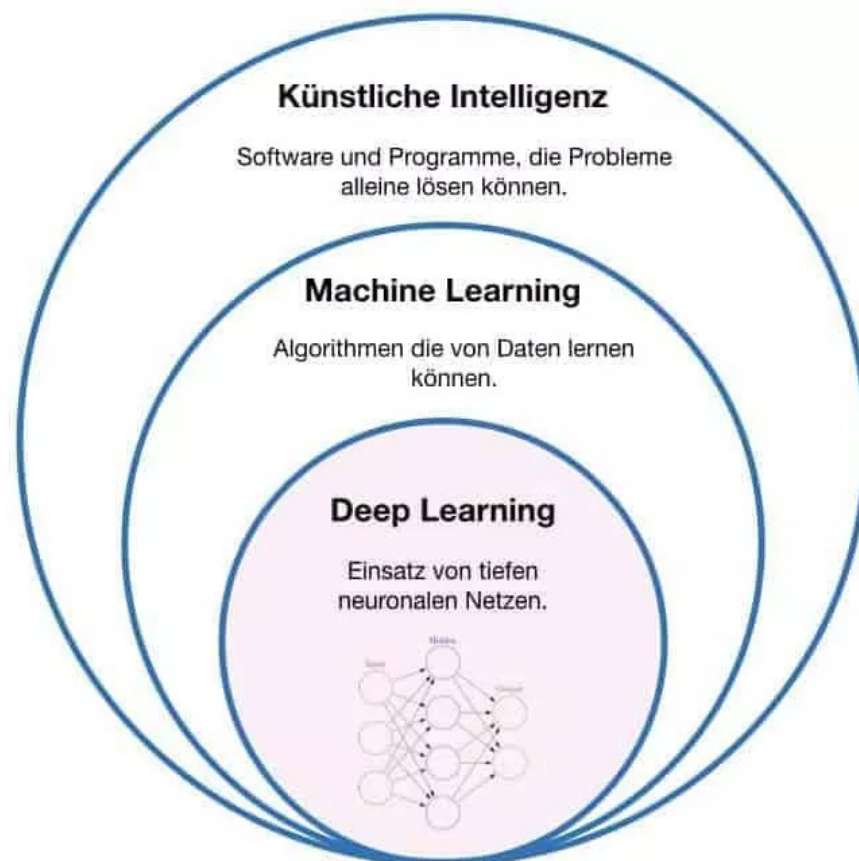 Künstliche Intelligenz
Software und Programme, die Probleme
alleine lösen können.
Machine Learning
Algorithmen die von Daten lernen
können.
Deep Learning
Einsatz von tiefen
neuronalen Netzen.